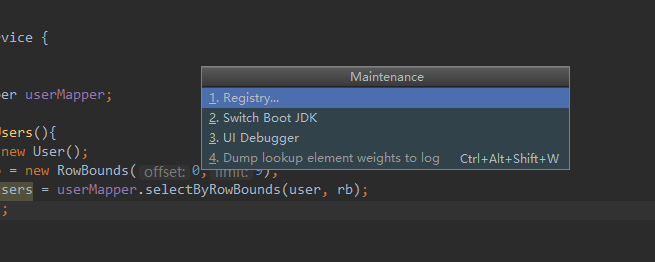 vice {
Maintenance
1. Registry...
per userMapper;
2. Switch Boot JDK
Users(){
3. UI Debugger
new User();
4. Dump lookup element weights to log Ctrl+Alt+Shift+W
= new RowBounds( offset: 0, limit: 9);
sers = userMapper.selectByRowBounds(user, rb);
;